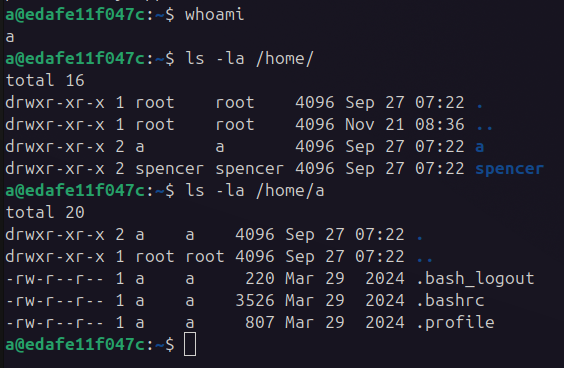 a@edafe11f047c:~$ whoami
a
a@edafe11f047c:~$ ls -la /home/
total 16
drwxr-xr-x 1 root    root    4096 Sep 27 07:22 .
drwxr-xr-x 1 root    root    4096 Nov 21 08:36 ..
drwxr-xr-x 2 a       a       4096 Sep 27 07:22 a
drwxr-xr-x 2 spencer spencer 4096 Sep 27 07:22 spencer
a@edafe11f047c:~$ ls -la /home/a
total 20
drwxr-xr-x 2 a    a    4096 Sep 27 07:22 .
drwxr-xr-x 1 root root 4096 Sep 27 07:22 ..
-rw-r--r-- 1 a    a     220 Mar 29  2024 .bash_logout
-rw-r--r-- 1 a    a    3526 Mar 29  2024 .bashrc
-rw-r--r-- 1 a    a     807 Mar 29  2024 .profile
a@edafe11f047c:~$